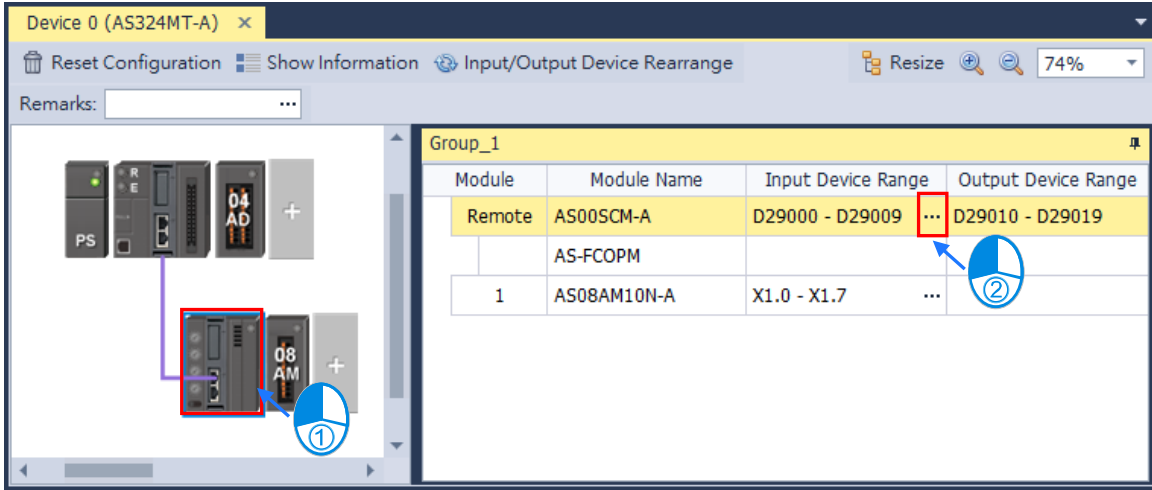 Device 0 (AS324MT-A) ×
Reset Configuration Show Information Input/Output Device Rearrange Resize 74%
Remarks: ...
R
E
PS
04
AD
+
08
AM
+
①
Group_1
Module Module Name Input Device Range Output Device Range
Remote AS00SCM-A D29000 - D29009 ... D29010 - D29019
AS-FCOPM
1 AS08AM10N-A X1.0 - X1.7 ...
②